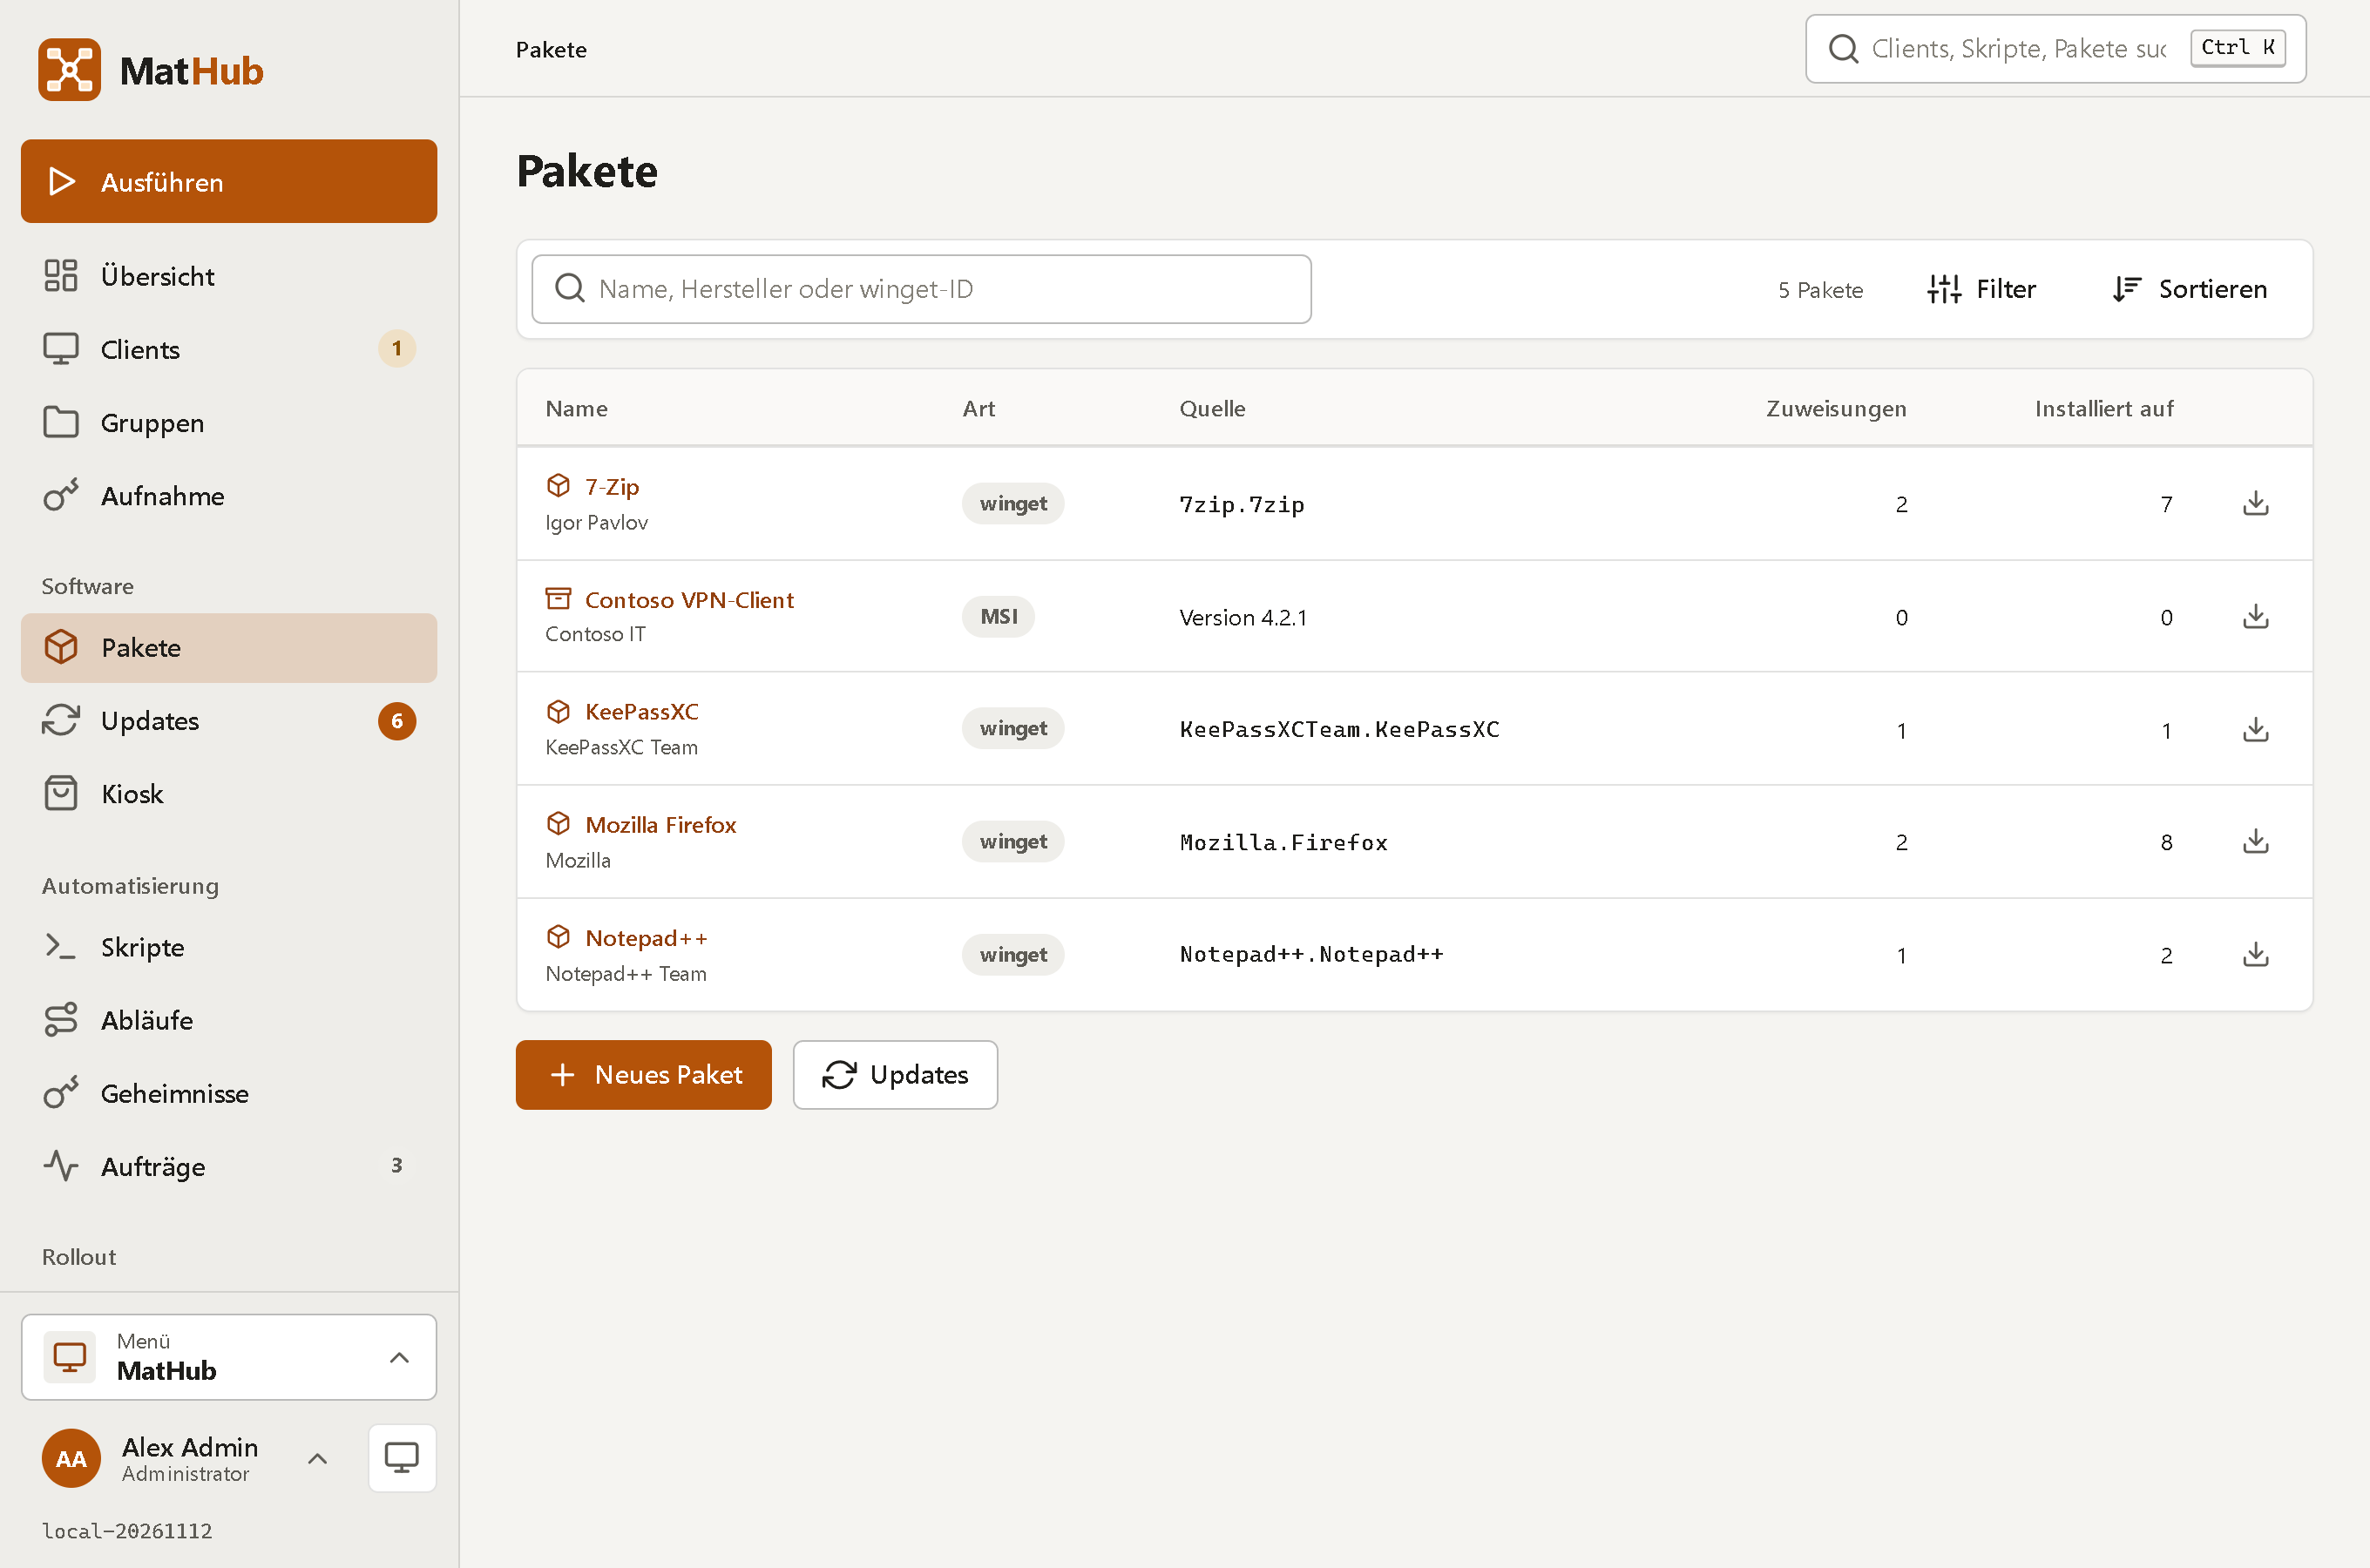 MatHub
Ausführen
Übersicht
Clients 1
Gruppen
Aufnahme
Software
Pakete
Updates 6
Kiosk
Automatisierung
Skripte
Abläufe
Geheimnisse
Aufträge 3
Rollout
Menü
MatHub
AA
Alex Admin
Administrator
local-20261112
Pakete
Clients, Skripte, Pakete suc Ctrl K
Pakete
Name, Hersteller oder winget-ID
5 Pakete Filter Sortieren
Name Art Quelle Zuweisungen Installiert auf
7-Zip
Igor Pavlov
winget 7zip.7zip 2 7
Contoso VPN-Client
Contoso IT
MSI Version 4.2.1 0 0
KeePassXC
KeePassXC Team
winget KeePassXCTeam.KeePassXC 1 1
Mozilla Firefox
Mozilla
winget Mozilla.Firefox 2 8
Notepad++
Notepad++ Team
winget Notepad++.Notepad++ 1 2
Neues Paket Updates